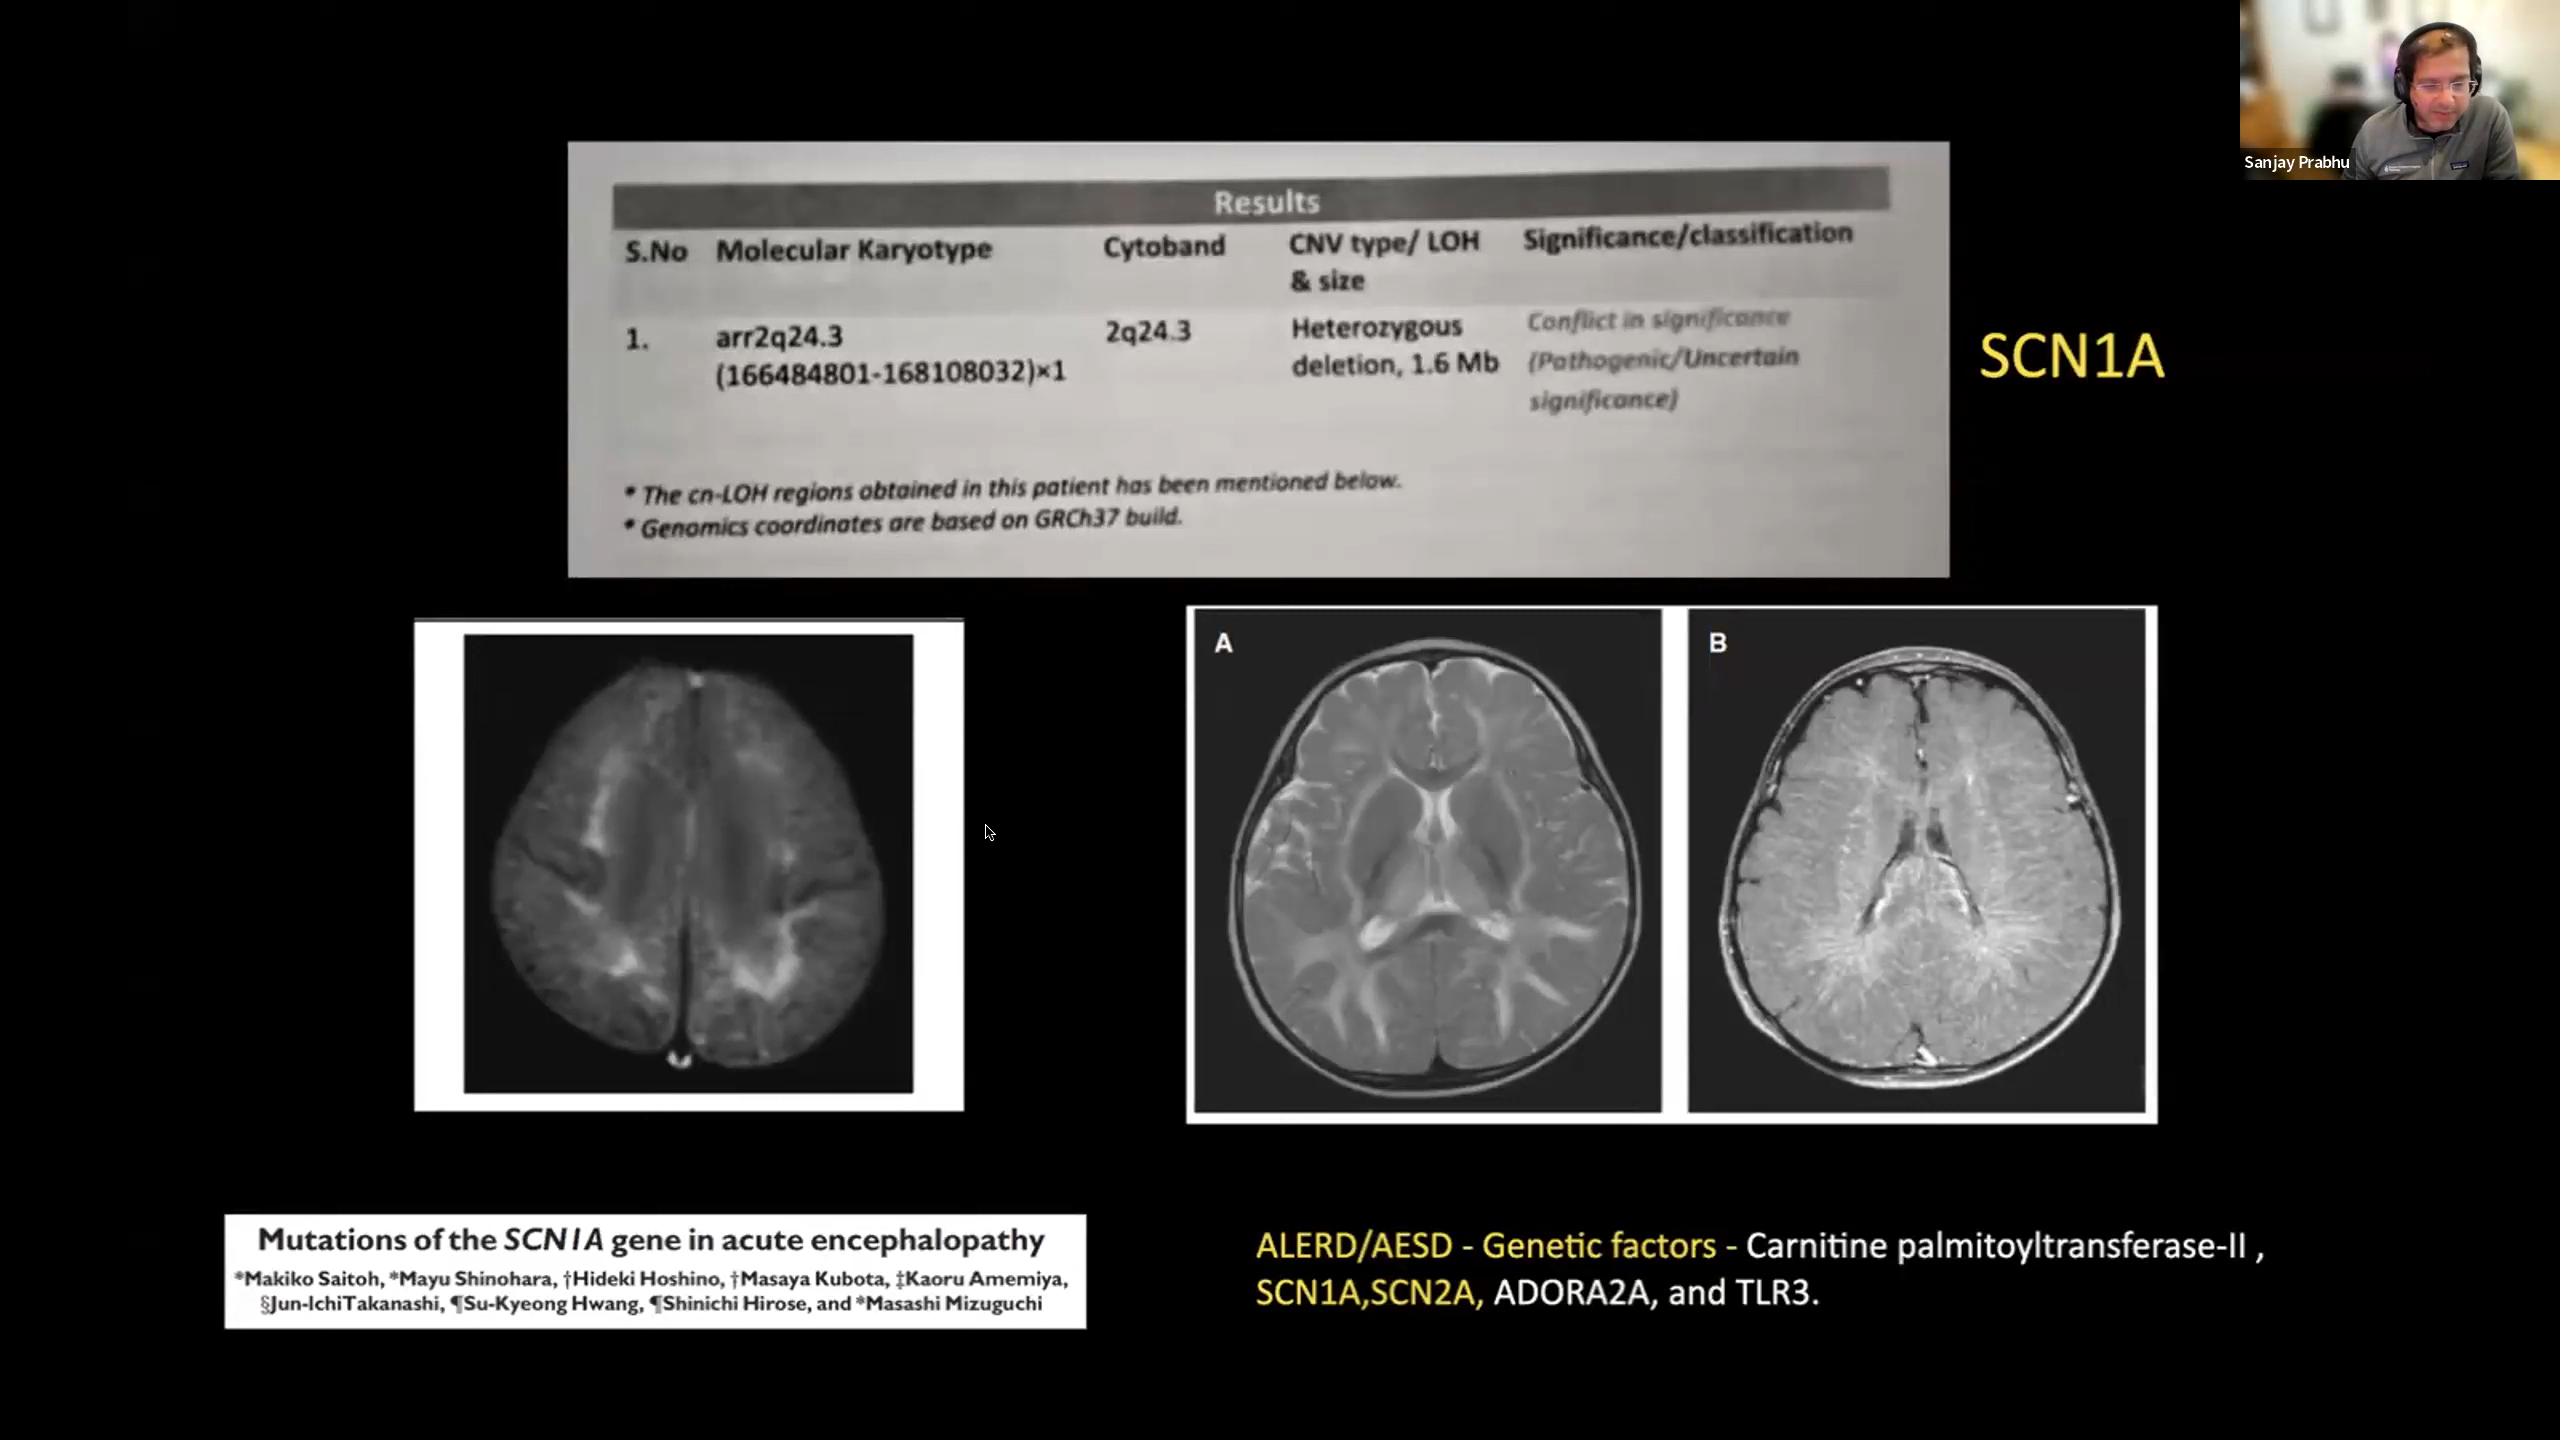 Sanjay Prabhu
Results
S.No Molecular Karyotype Cytoband CNV type/ LOH Significance/classification
& size
1. arr2q24.3 2q24.3 Heterozygous Conflict in significance
(166484801-168108032)×1 deletion, 1.6 Mb (Pathogenic/Uncertain
significance)
* The cn-LOH regions obtained in this patient has been mentioned below.
* Genomics coordinates are based on GRCh37 build.
SCN1A
A
B
Mutations of the SCN1A gene in acute encephalopathy
*Makiko Saitoh, *Mayu Shinohara, †Hideki Hoshino, †Masaya Kubota, ‡Kaoru Amemiya,
§Jun-IchiTakanashi, ¶Su-Kyeong Hwang, ¶Shinichi Hirose, and *Masashi Mizuguchi
ALERD/AESD - Genetic factors - Carnitine palmitoyltransferase-II ,
SCN1A,SCN2A, ADORA2A, and TLR3.